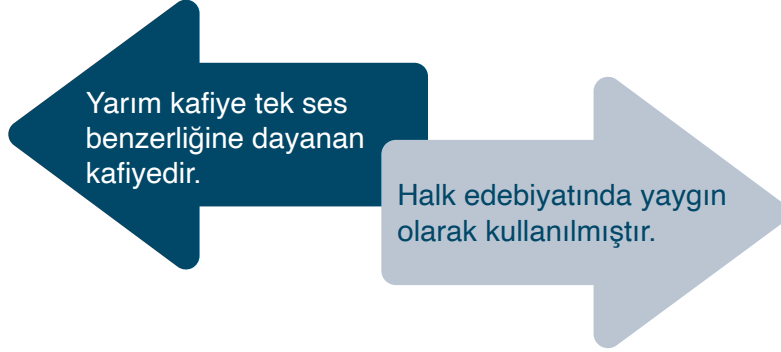 Yarım kafiye tek ses
benzerliğine dayanan
kafiyedir.
Halk edebiyatında yaygın
olarak kullanılmıştır.